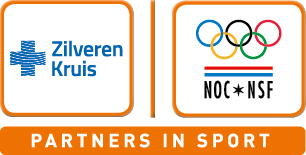 Zilveren
Kruis
NOC✶NSF
PARTNERS IN SPORT